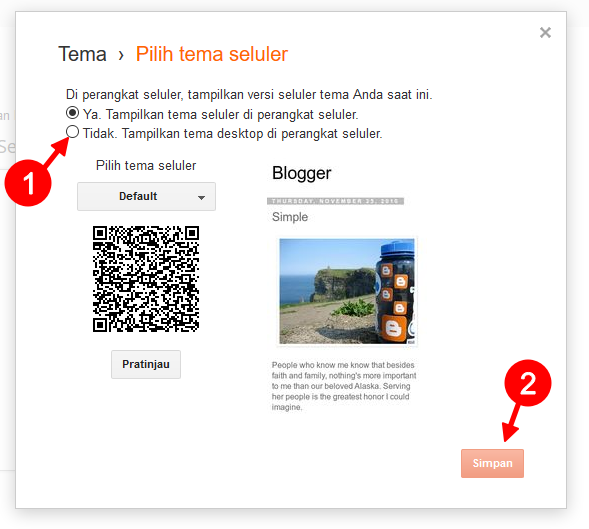 ×
Tema › Pilih tema seluler
Di perangkat seluler, tampilkan versi seluler tema Anda saat ini.
Ya. Tampilkan tema seluler di perangkat seluler.
Tidak. Tampilkan tema desktop di perangkat seluler.
1
Pilih tema seluler
Default
Pratinjau
Blogger
THURSDAY, NOVEMBER 25, 2010
Simple
People who know me know that besides
faith and family, nothing's more important
to me than our beloved Alaska. Serving
her people is the greatest honor I could
imagine.
2
Simpan